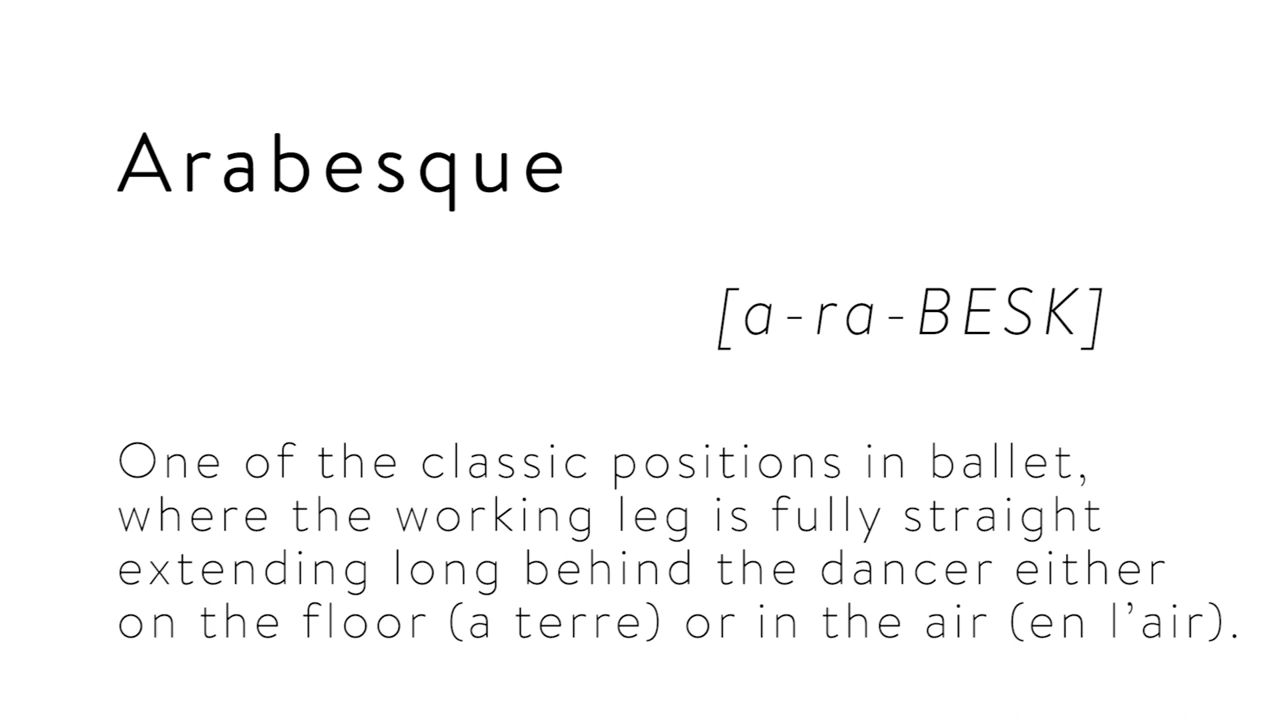 Arabesque
[a-ra-BESK]
One of the classic positions in ballet,
where the working leg is fully straight
extending long behind the dancer either
on the floor (a terre) or in the air (en l’air).